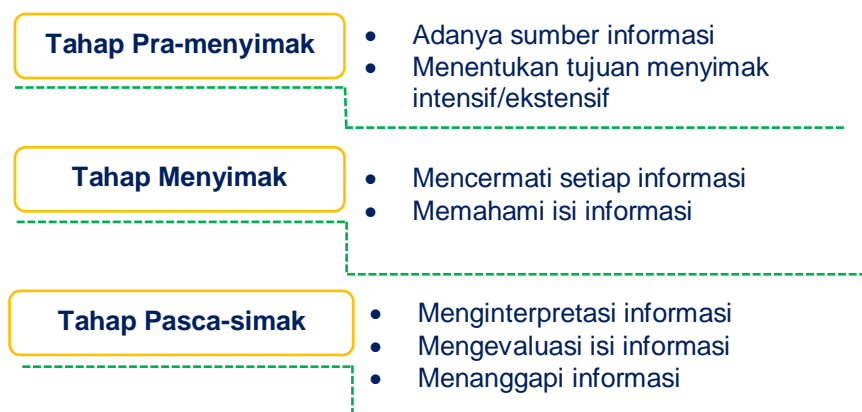 Tahap Pra-menyimak
• Adanya sumber informasi
• Menentukan tujuan menyimak
intensif/ekstensif
Tahap Menyimak
• Mencermati setiap informasi
• Memahami isi informasi
Tahap Pasca-simak
• Menginterpretasi informasi
• Mengevaluasi isi informasi
• Menanggapi informasi